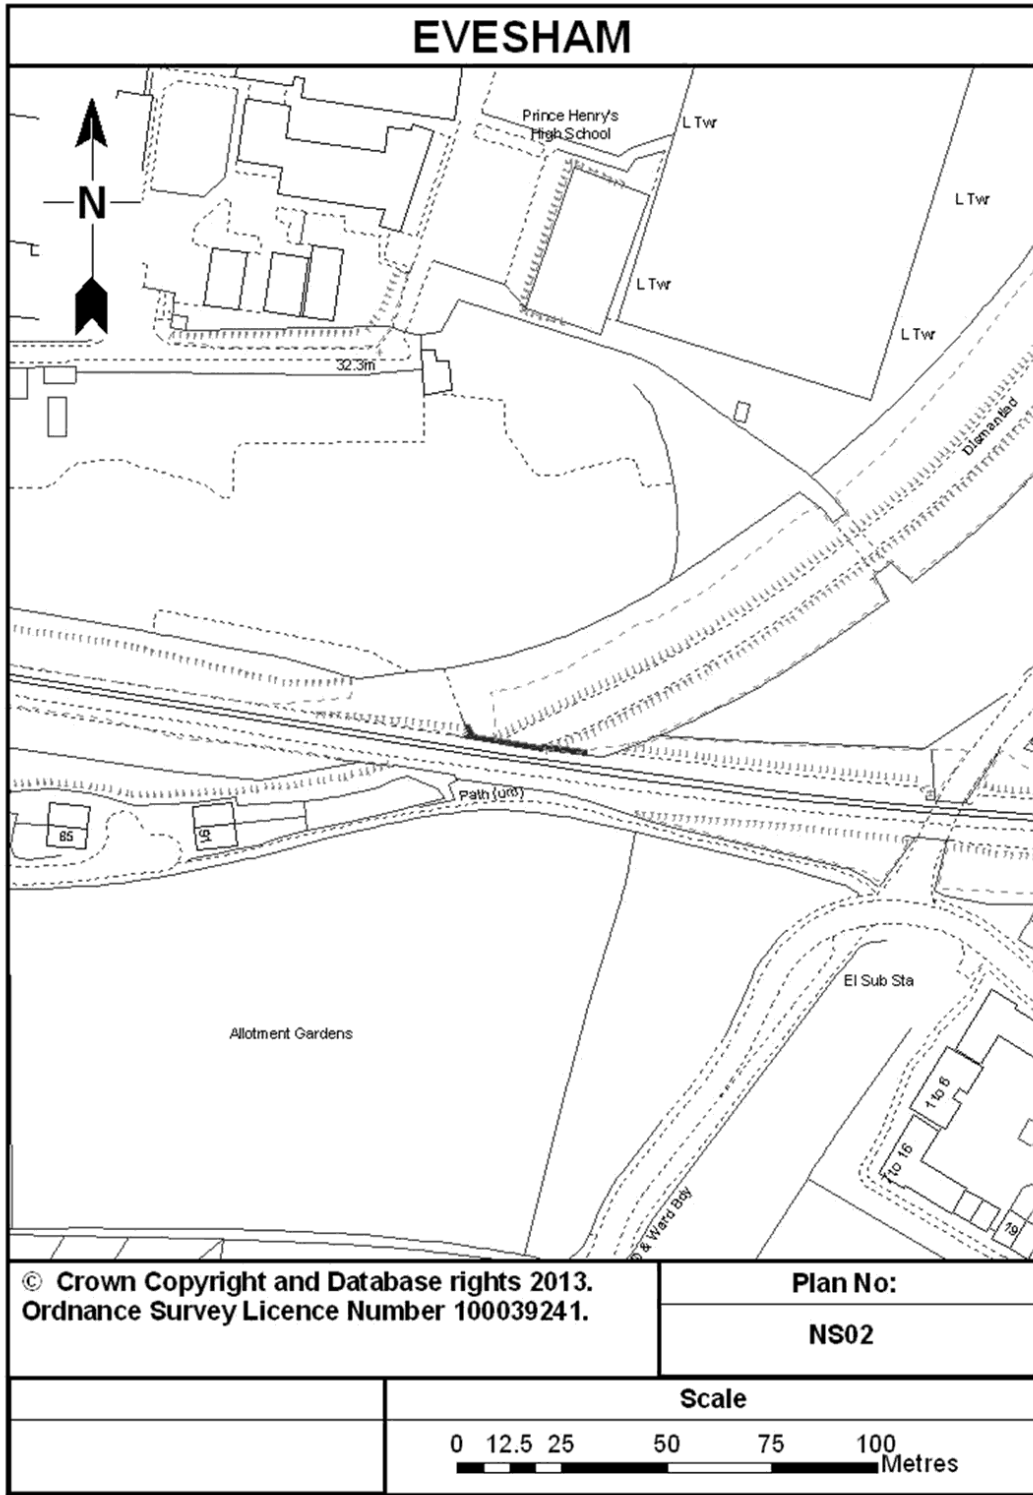 EVESHAM
Prince Henry's
High School
L Twr
L Twr
N
L Twr
L Twr
32.3m
Dismantled
Path (um)
85
91
El Sub Sta
Allotment Gardens
1 to 6
7 to 16
& Ward Bdy
19
© Crown Copyright and Database rights 2013.
Ordnance Survey Licence Number 100039241.
Plan No:
NS02
Scale
0 12.5 25 50 75 100
Metres